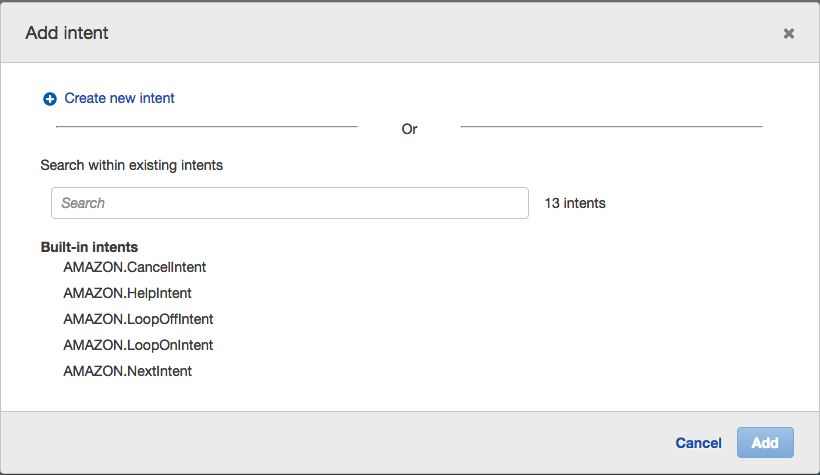 Add intent
Create new intent
Or
Search within existing intents
Search
13 intents
Built-in intents
AMAZON.CancelIntent
AMAZON.HelpIntent
AMAZON.LoopOffIntent
AMAZON.LoopOnIntent
AMAZON.NextIntent
Cancel
Add